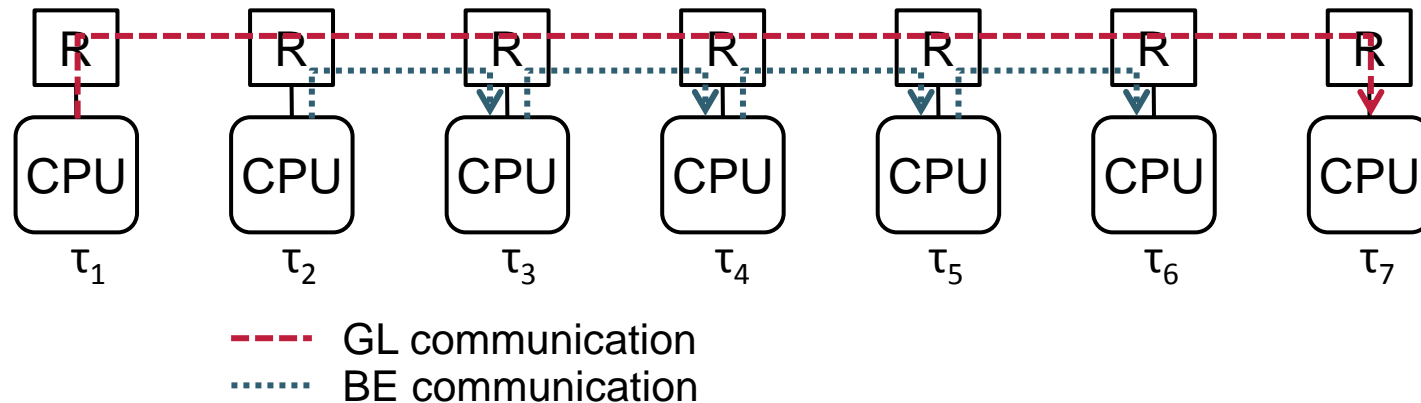 R R R R R R R
CPU CPU CPU CPU CPU CPU CPU
τ₁ τ₂ τ₃ τ₄ τ₅ τ₆ τ₇
GL communication
BE communication